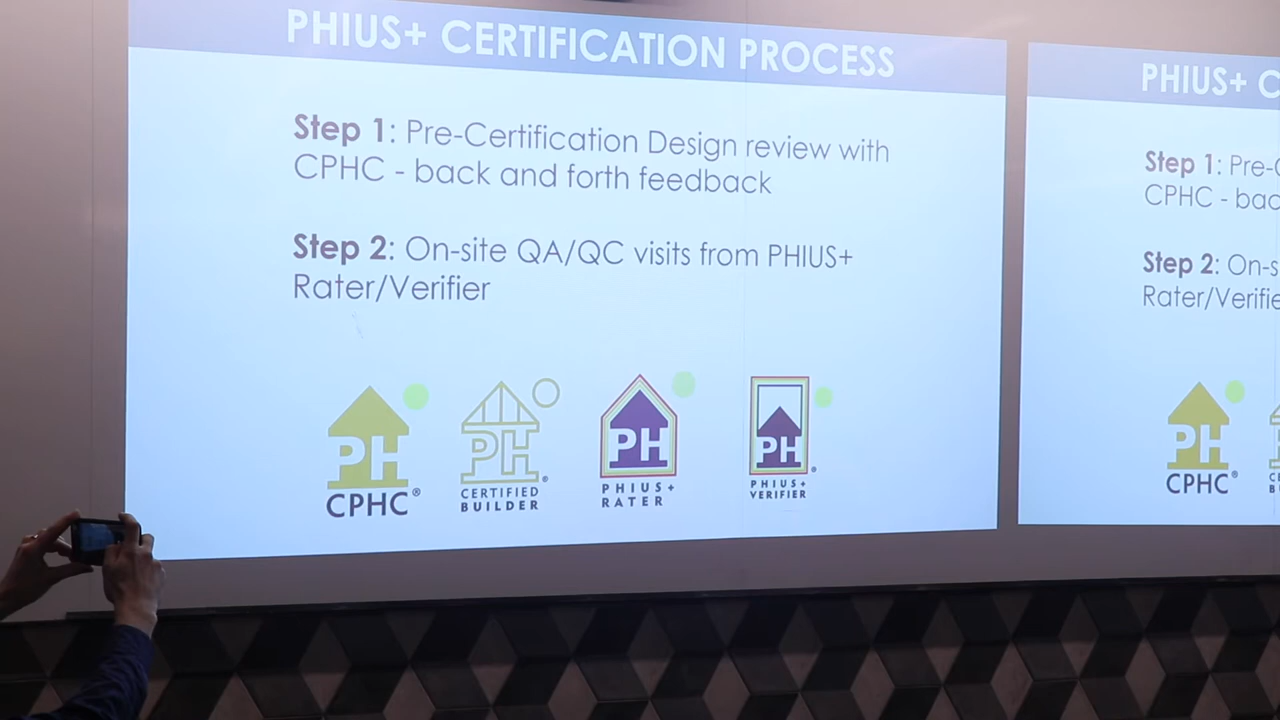 PHIUS+ CERTIFICATION PROCESS
Step 1: Pre-Certification Design review with
CPHC - back and forth feedback
Step 2: On-site QA/QC visits from PHIUS+
Rater/Verifier
PH
CPHC®
PH®
CERTIFIED
BUILDER
PH
PHIUS+
RATER
PH®
PHIUS+
VERIFIER
PHIUS+ C
Step 1: Pre-C
CPHC - bac
Step 2: On-s
Rater/Verifie
PH
CPHC®